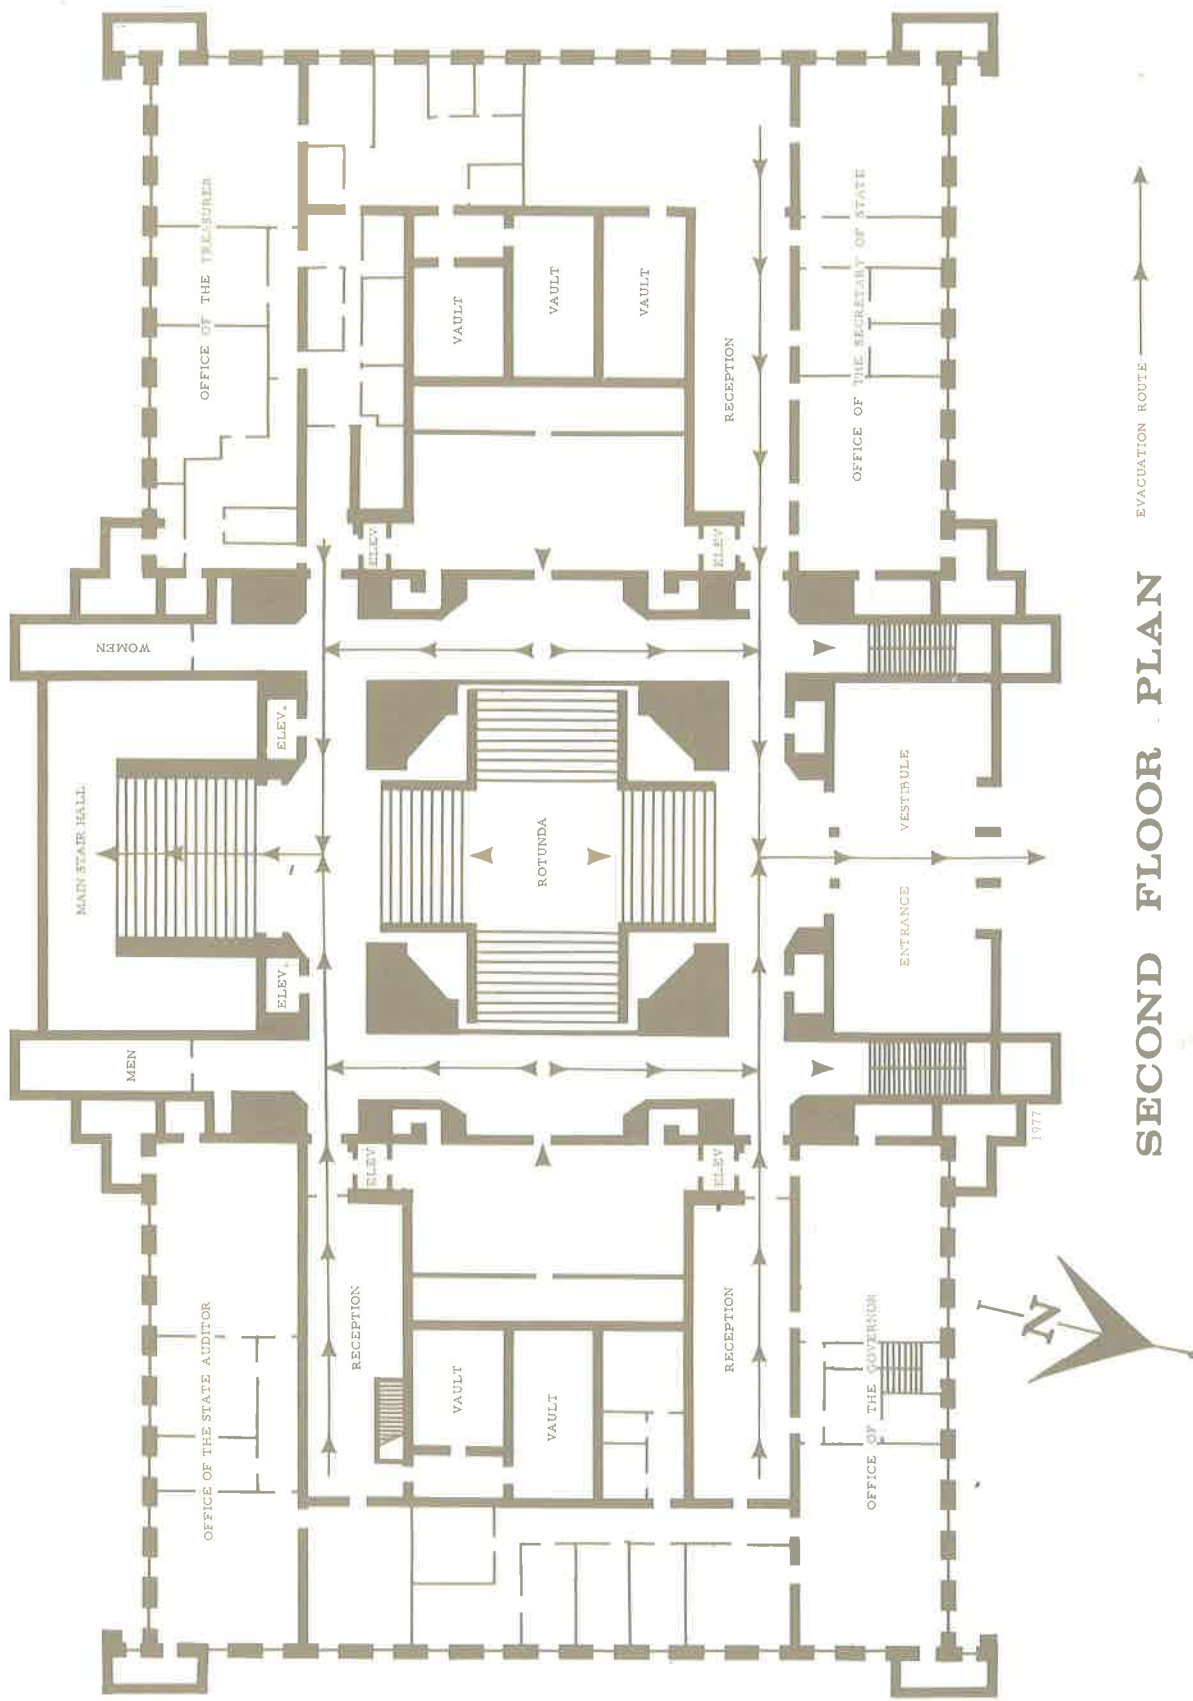 SECOND FLOOR PLAN
EVACUATION ROUTE
N
1977
MAIN STAIR HALL
MEN
WOMEN
ELEV.
ELEV.
OFFICE OF THE STATE AUDITOR
OFFICE OF THE TREASURER
RECEPTION
ELEV
ELEV
VAULT
VAULT
VAULT
VAULT
VAULT
ROTUNDA
RECEPTION
ELEV
ELEV
RECEPTION
OFFICE OF THE GOVERNOR
ENTRANCE VESTIBULE
OFFICE OF THE SECRETARY OF STATE